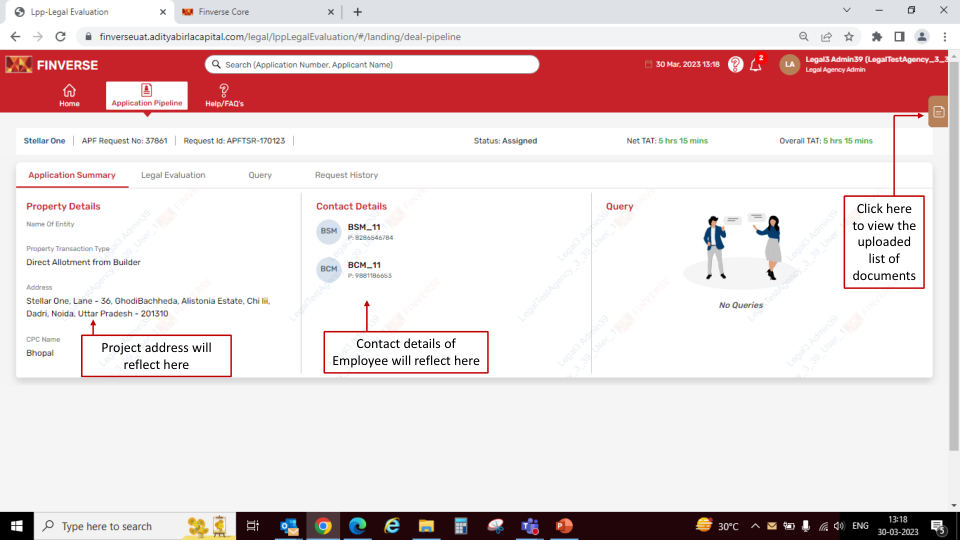 Lpp-Legal Evaluation
Finverse Core
finverseuat.adityabirlacapital.com/legal/lppLegalEvaluation/#/landing/deal-pipeline
FINVERSE
Search (Application Number, Applicant Name)
30 Mar, 2023 13:18
2
LA
Legal3 Admin39 (LegalTestAgency_3_3
Legal Agency Admin
Home
Application Pipeline
Help/FAQ's
Stellar One
APF Request No: 37861
Request Id: APFTSR-170123
Status: Assigned
Net TAT: 5 hrs 15 mins
Overall TAT: 5 hrs 15 mins
Application Summary
Legal Evaluation
Query
Request History
Property Details
Name Of Entity
Property Transaction Type
Direct Allotment from Builder
Address
Stellar One, Lane - 36, GhodiBachheda, Alistonia Estate, Chi Iii,
Dadri, Noida, Uttar Pradesh - 201310
CPC Name
Bhopal
Project address will
reflect here
Contact Details
BSM
BSM_11
P: 8286646784
BCM
BCM_11
P: 9881186653
Contact details of
Employee will reflect here
Query
No Queries
Click here
to view the
uploaded
list of
documents
Type here to search
30°C
ENG
13:18
30-03-2023
5